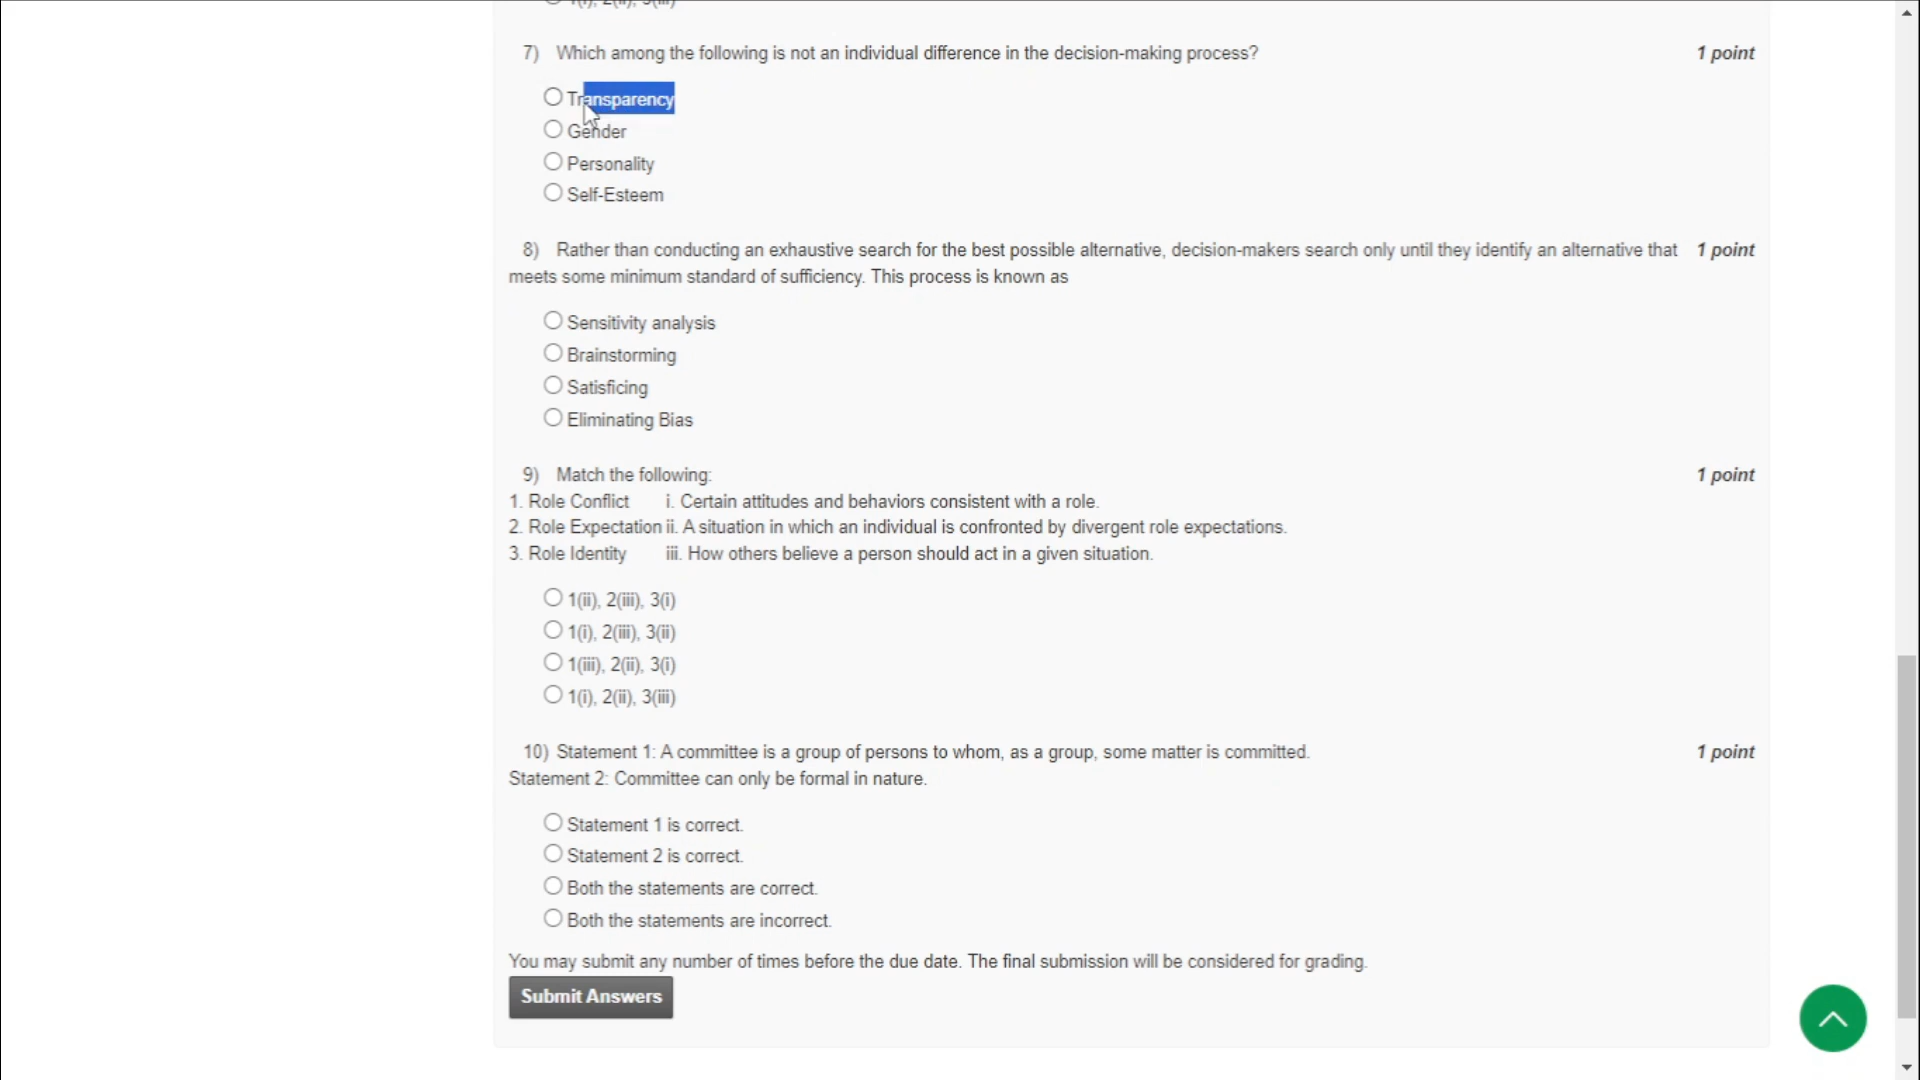 1(i), 2(ii), 3(iii)
7) Which among the following is not an individual difference in the decision-making process? 1 point
Transparency
Gender
Personality
Self-Esteem
8) Rather than conducting an exhaustive search for the best possible alternative, decision-makers search only until they identify an alternative that 1 point
meets some minimum standard of sufficiency. This process is known as
Sensitivity analysis
Brainstorming
Satisficing
Eliminating Bias
9) Match the following: 1 point
1. Role Conflict i. Certain attitudes and behaviors consistent with a role.
2. Role Expectation ii. A situation in which an individual is confronted by divergent role expectations.
3. Role Identity iii. How others believe a person should act in a given situation.
1(ii), 2(iii), 3(i)
1(i), 2(iii), 3(ii)
1(iii), 2(ii), 3(i)
1(i), 2(ii), 3(iii)
10) Statement 1: A committee is a group of persons to whom, as a group, some matter is committed. 1 point
Statement 2: Committee can only be formal in nature.
Statement 1 is correct.
Statement 2 is correct.
Both the statements are correct.
Both the statements are incorrect.
You may submit any number of times before the due date. The final submission will be considered for grading.
Submit Answers